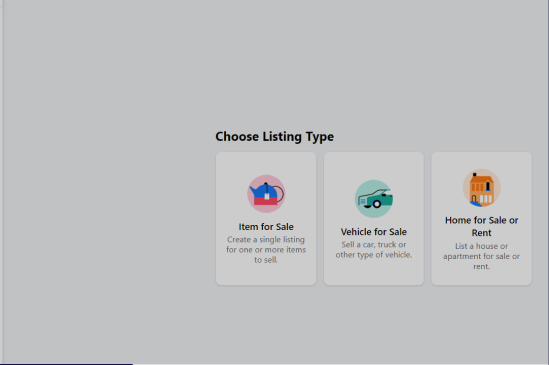 Choose Listing Type
Item for Sale
Create a single listing
for one or more items
to sell.
Vehicle for Sale
Sell a car, truck or
other type of vehicle.
Home for Sale or
Rent
List a house or
apartment for sale or
rent.